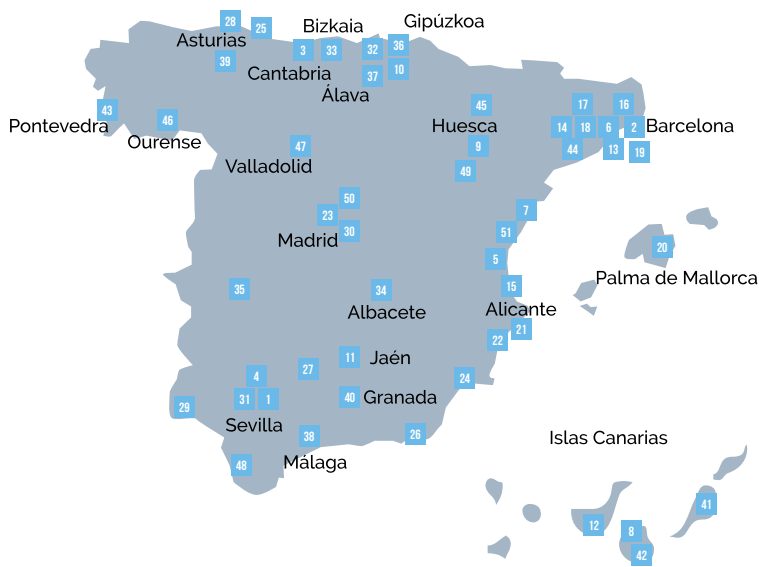 28
25
Bizkaia
Gipúzkoa
Asturias
3
33
32
36
39
Cantabria
37
10
Álava
43
Pontevedra
46
Ourense
45
Huesca
17
16
14
18
6
2
Barcelona
47
Valladolid
9
44
13
19
49
50
23
30
Madrid
7
51
5
20
Palma de Mallorca
35
34
Albacete
15
Alicante
21
22
11
Jaén
27
4
24
31
1
29
Sevilla
40
Granada
38
Málaga
26
48
Islas Canarias
41
12
8
42